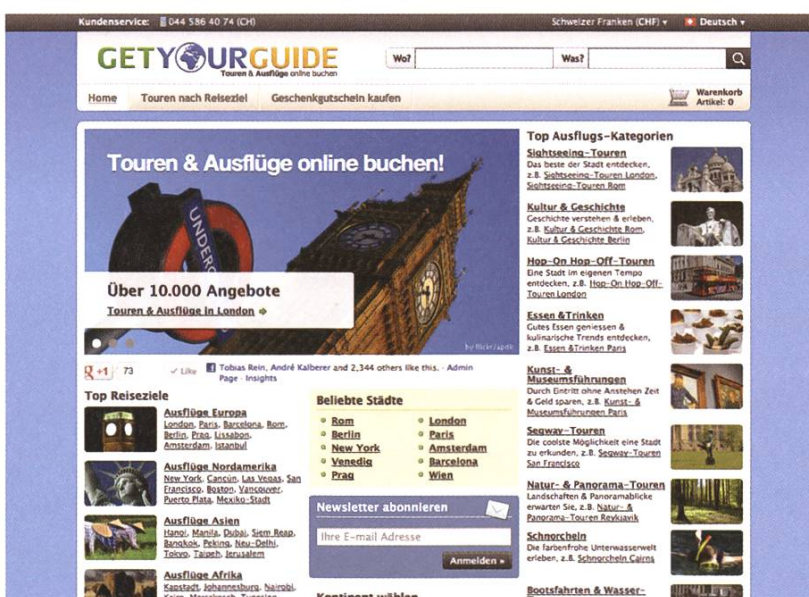 Kundenservice: 044 586 40 74 (CH)
Schweizer Franken (CHF) Deutsch
GETYOURGUIDE
Touren & Ausflüge online buchen
Wo?
Was?
Home Touren nach Reiseziel Geschenkgutschein kaufen
Warenkorb
Artikel: 0
Touren & Ausflüge online buchen!
UNDERG
Über 10.000 Angebote
Touren & Ausflüge in London
+1 73 Like Tobias Rein, André Kalberer and 2,344 others like this. · Admin
Page · Insights
Top Reiseziele
Ausflüge Europa
London, Paris, Barcelona, Rom,
Berlin, Prag, Lissabon,
Amsterdam, Istanbul
Ausflüge Nordamerika
New York, Cancún, Las Vegas, San
Francisco, Boston, Vancouver,
Puerto Plata, Mexiko-Stadt
Ausflüge Asien
Hanoi, Manila, Dubai, Siem Reap,
Bangkok, Peking, Neu-Delhi,
Tokyo, Taipeh, Jerusalem
Ausflüge Afrika
Kapstadt, Johannesburg, Nairobi,
Beliebte Städte
Rom
Berlin
New York
Venedig
Prag
London
Paris
Amsterdam
Barcelona
Wien
Newsletter abonnieren
Ihre E-mail Adresse
Anmelden »
Kontinent wählen
Top Ausflugs-Kategorien
Sightseeing-Touren
Das beste der Stadt entdecken,
z.B. Sightseeing-Touren London,
Sightseeing-Touren Rom
Kultur & Geschichte
Geschichte verstehen & erleben,
z.B. Kultur & Geschichte Rom,
Kultur & Geschichte Berlin
Hop-On Hop-Off-Touren
Eine Stadt im eigenen Tempo
entdecken, z.B. Hop-On Hop-Off-
Touren London
Essen &Trinken
Gutes Essen geniessen &
kulinarische Trends entdecken,
z.B. Essen &Trinken Paris
Kunst- &
Museumsführungen
Durch Eintritt ohne Anstehen Zeit
& Geld sparen, z.B. Kunst- &
Museumsführungen Paris
Segway-Touren
Die coolste Möglichkeit eine Stadt
zu erkunden, z.B. Segway-Touren
San Francisco
Natur- & Panorama-Touren
Landschaften & Panoramablicke
erwarten Sie, z.B. Natur- &
Panorama-Touren Reykjavik
Schnorcheln
Die farbenfrohe Unterwasserwelt
erleben, z.B. Schnorcheln Cairns
Bootsfahrten & Wasser-